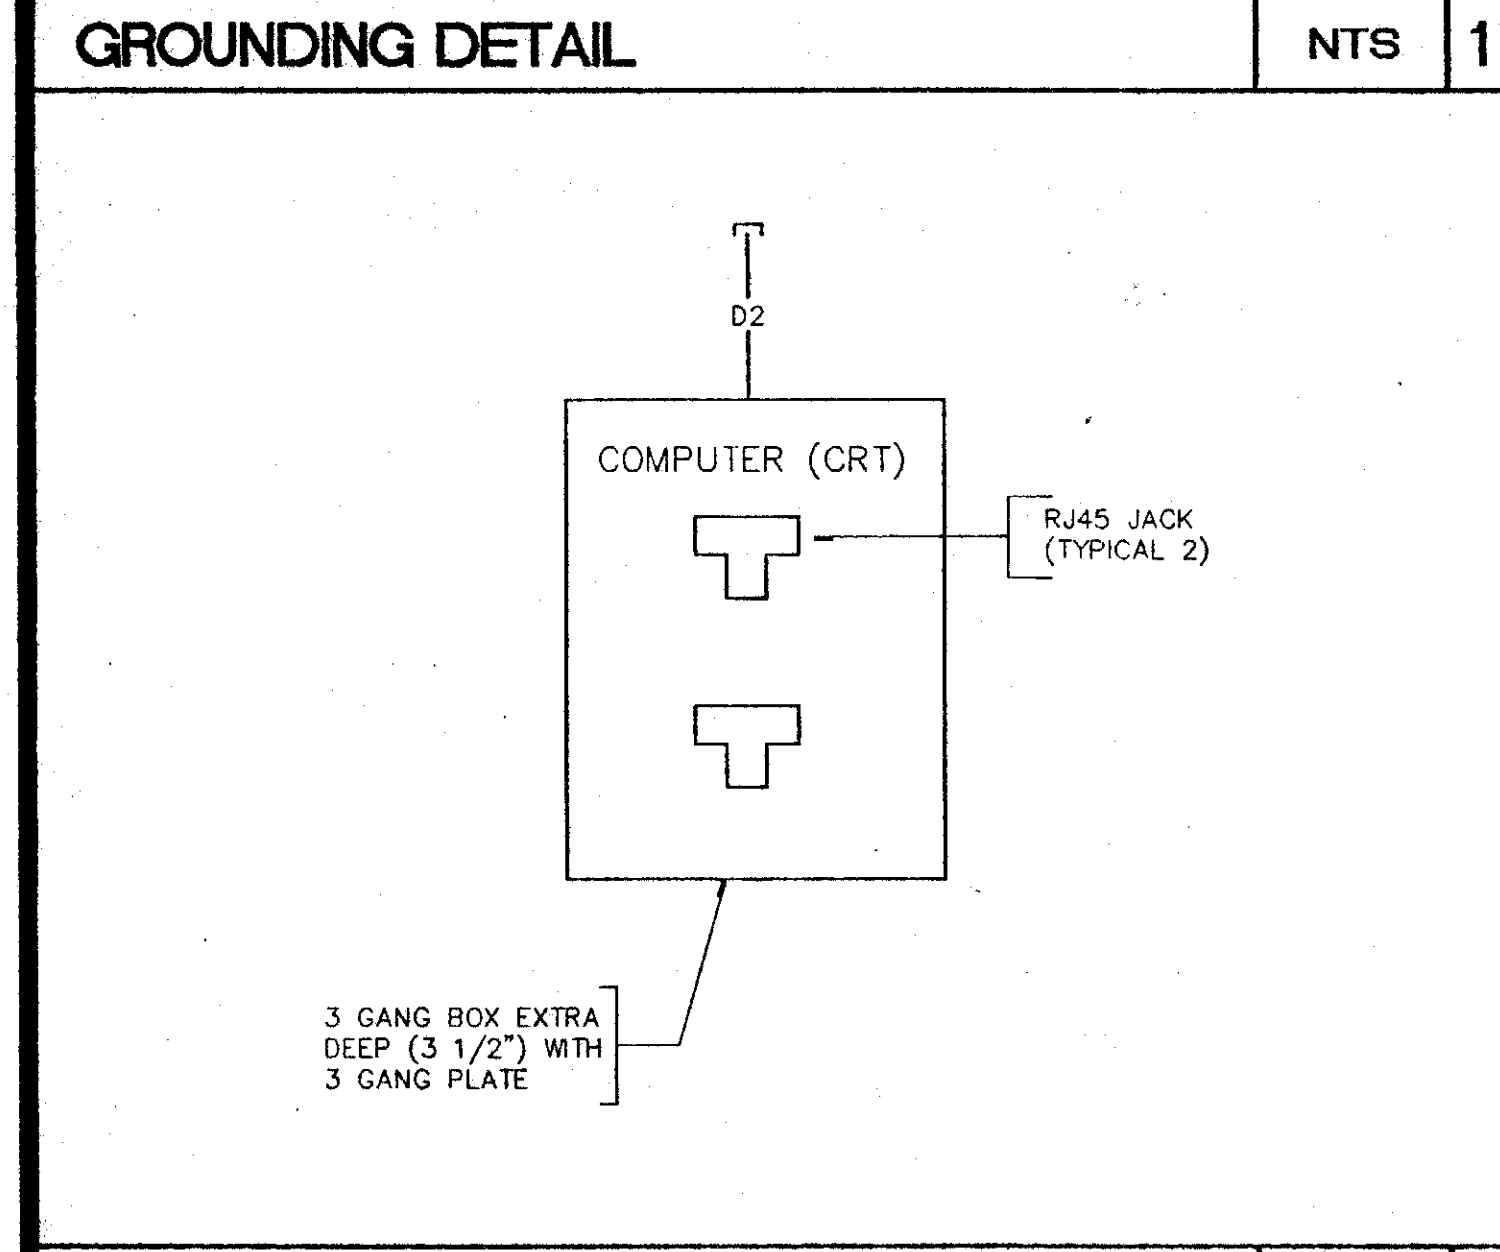 GROUNDING DETAIL
NTS
1
D2
COMPUTER (CRT)
RJ45 JACK
(TYPICAL 2)
3 GANG BOX EXTRA
DEEP (3 1/2") WITH
3 GANG PLATE